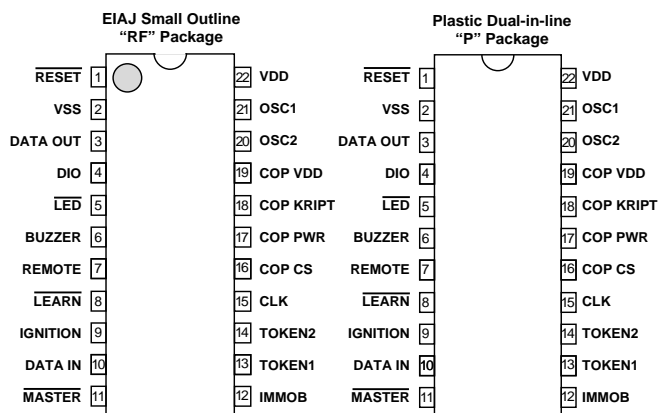 EIAJ Small Outline
“RF” Package
RESET 1 22 VDD
VSS 2 21 OSC1
DATA OUT 3 20 OSC2
DIO 4 19 COP VDD
LED 5 18 COP KRIPT
BUZZER 6 17 COP PWR
REMOTE 7 16 COP CS
LEARN 8 15 CLK
IGNITION 9 14 TOKEN2
DATA IN 10 13 TOKEN1
MASTER 11 12 IMMOB
Plastic Dual-in-line
“P” Package
RESET 1 22 VDD
VSS 2 21 OSC1
DATA OUT 3 20 OSC2
DIO 4 19 COP VDD
LED 5 18 COP KRIPT
BUZZER 6 17 COP PWR
REMOTE 7 16 COP CS
LEARN 8 15 CLK
IGNITION 9 14 TOKEN2
DATA IN 10 13 TOKEN1
MASTER 11 12 IMMOB